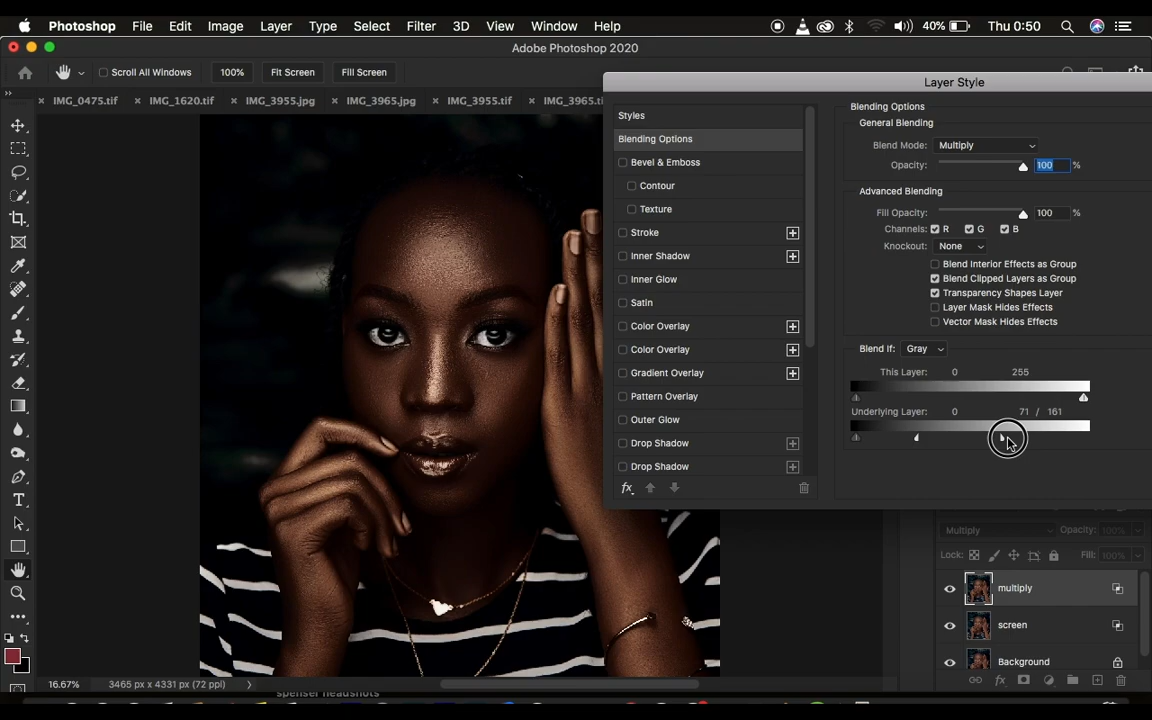 Photoshop File Edit Image Layer Type Select Filter 3D View Window Help 40% Thu 0:50
Adobe Photoshop 2020
Scroll All Windows 100% Fit Screen Fill Screen
Layer Style
IMG_0475.tif IMG_1620.tif IMG_3955.jpg IMG_3965.jpg IMG_3955.tif
Styles
Blending Options
Bevel & Emboss
Contour
Texture
Stroke
Inner Shadow
Inner Glow
Satin
Color Overlay
Color Overlay
Gradient Overlay
Pattern Overlay
Outer Glow
Drop Shadow
Drop Shadow
fx
Blending Options
General Blending
Blend Mode: Multiply
Opacity: 100 %
Advanced Blending
Fill Opacity: 100 %
Channels: R G B
Knockout: None
Blend Interior Effects as Group
Blend Clipped Layers as Group
Transparency Shapes Layer
Layer Mask Hides Effects
Vector Mask Hides Effects
Blend If: Gray
This Layer: 0 255
Underlying Layer: 0 71 / 161
Multiply Opacity: 100%
Lock: Fill: 100%
multiply
screen
Background
fx
16.67% 3465 px x 4331 px (72 ppi)
spenser headshots